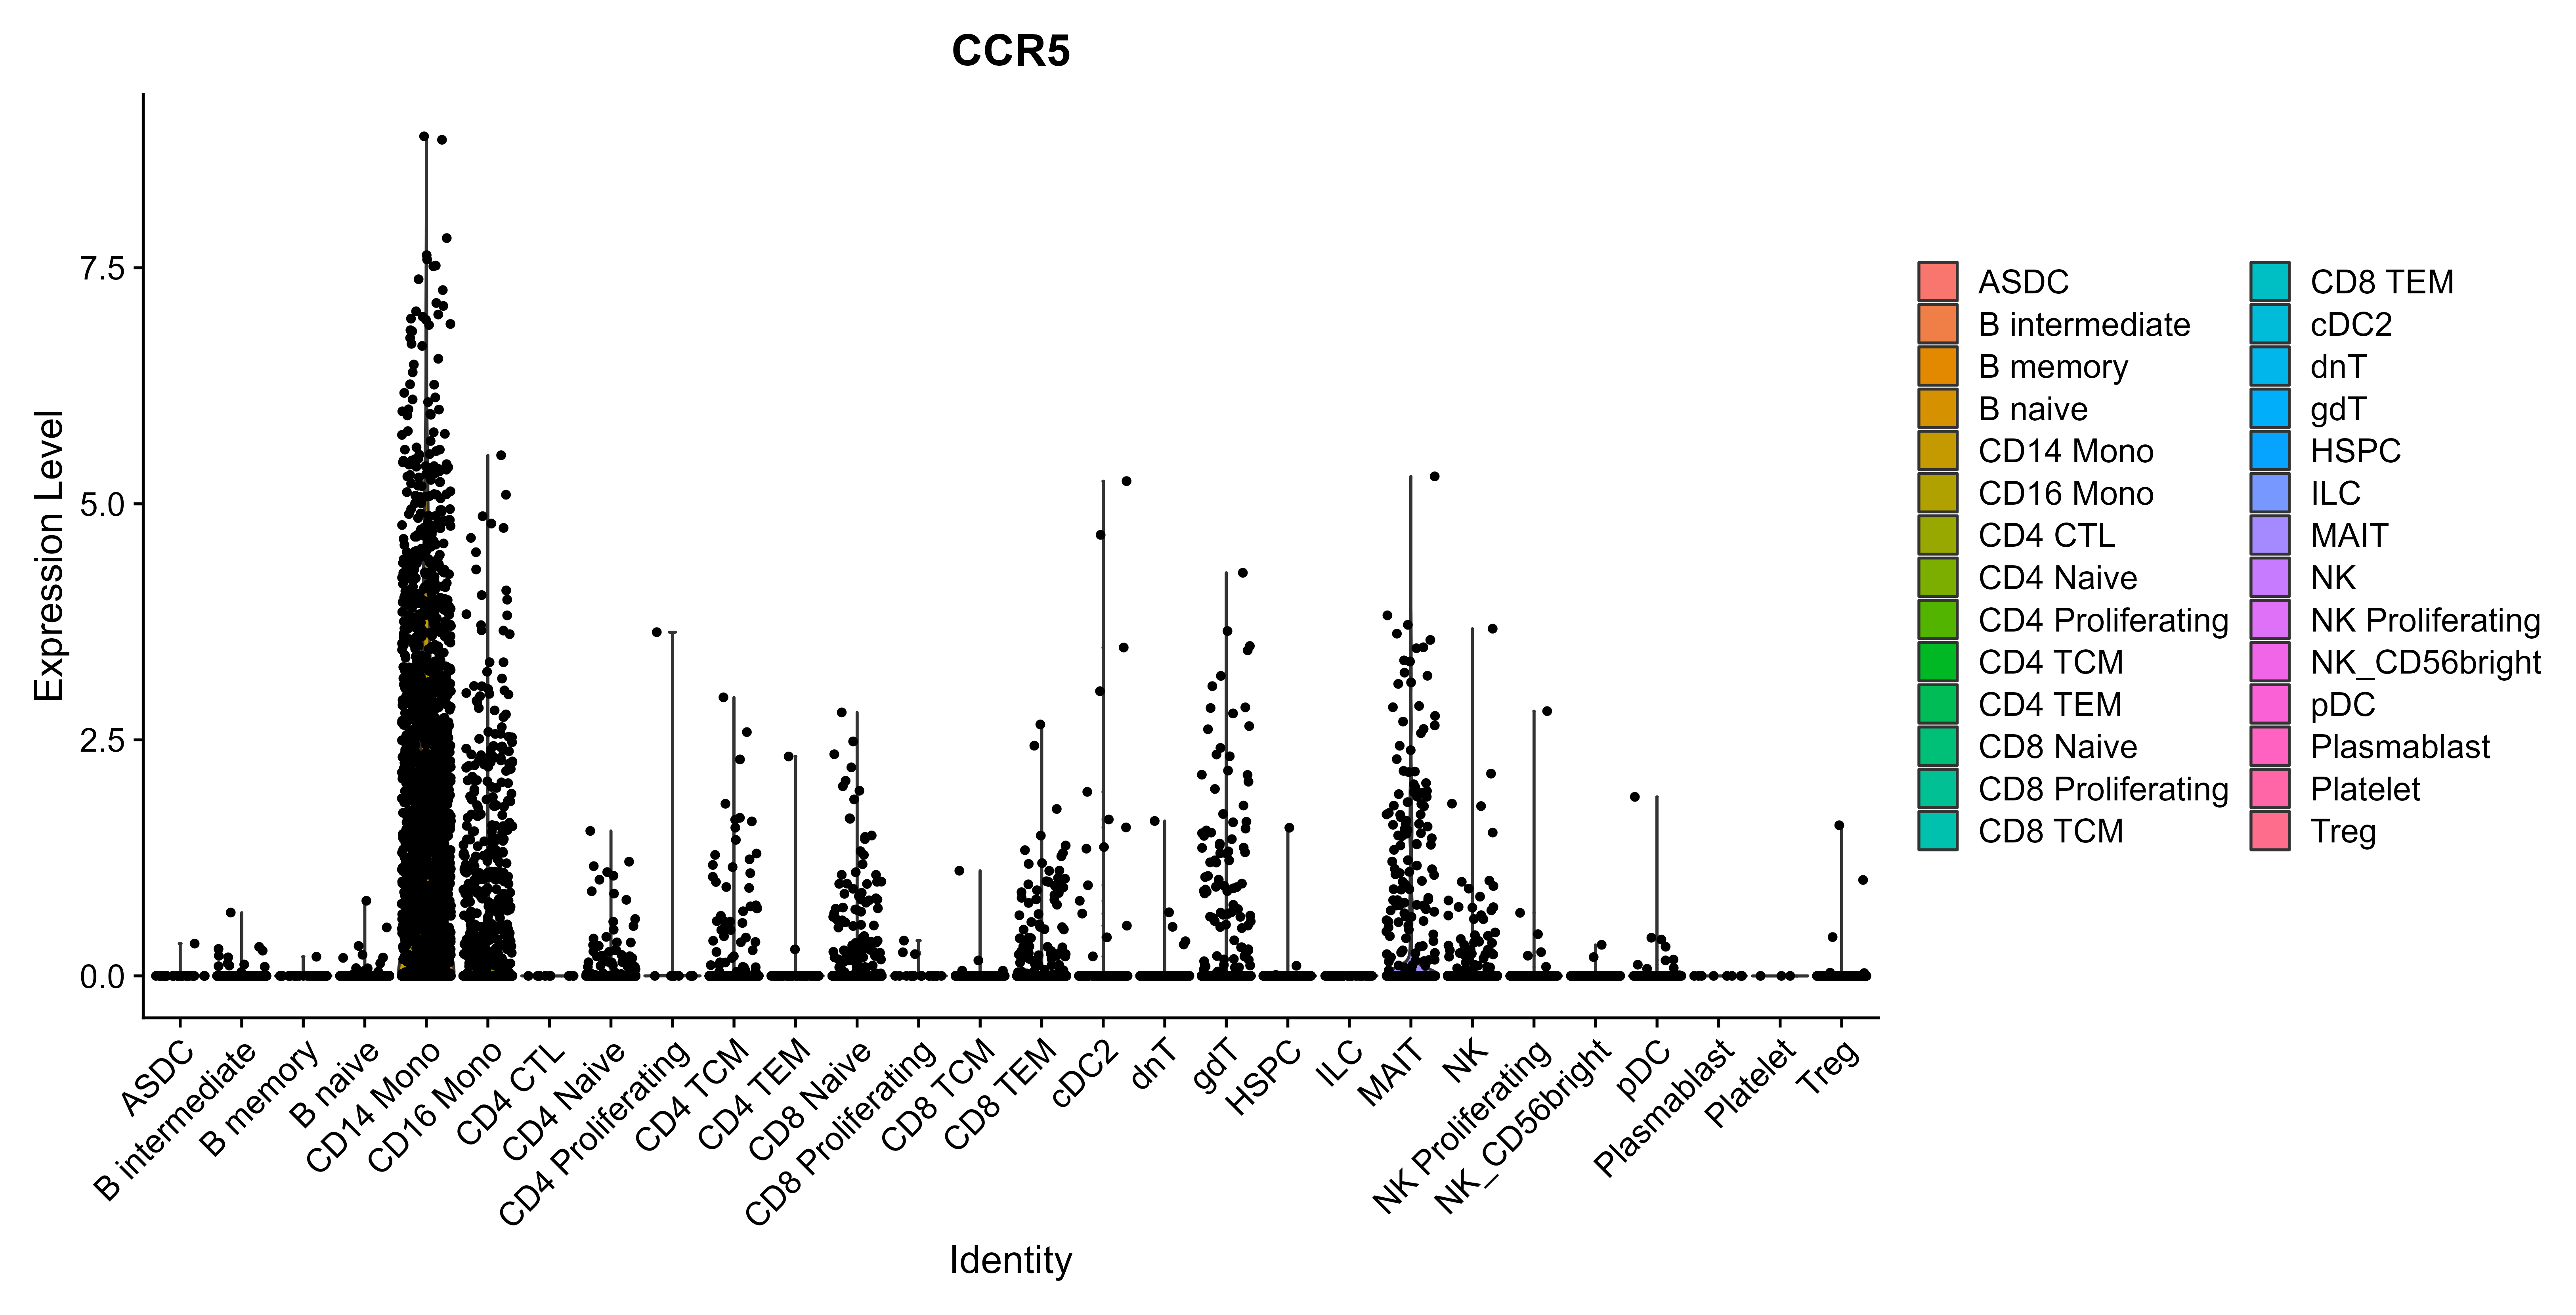 CCR5
Expression Level
7.5
5.0
2.5
0.0
ASDC
B intermediate
B memory
B naive
CD14 Mono
CD16 Mono
CD4 CTL
CD4 Naive
CD4 Proliferating
CD4 TCM
CD4 TEM
CD8 Naive
CD8 Proliferating
CD8 TCM
CD8 TEM
cDC2
dnT
gdT
HSPC
ILC
MAIT
NK
NK Proliferating
NK_CD56bright
pDC
Plasmablast
Platelet
Treg
Identity
ASDC
B intermediate
B memory
B naive
CD14 Mono
CD16 Mono
CD4 CTL
CD4 Naive
CD4 Proliferating
CD4 TCM
CD4 TEM
CD8 Naive
CD8 Proliferating
CD8 TCM
CD8 TEM
cDC2
dnT
gdT
HSPC
ILC
MAIT
NK
NK Proliferating
NK_CD56bright
pDC
Plasmablast
Platelet
Treg